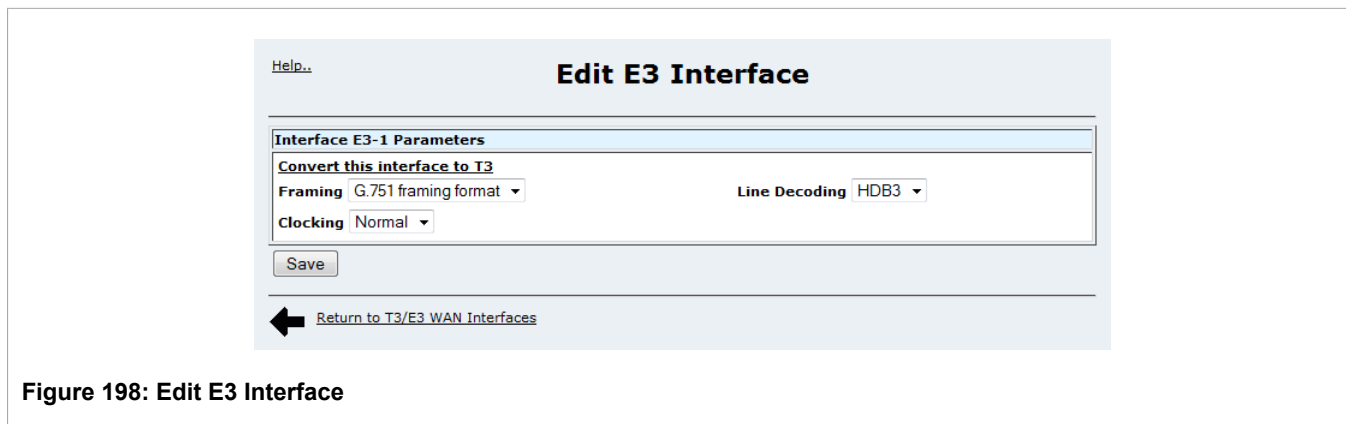 Help..
Edit E3 Interface
Interface E3-1 Parameters
Convert this interface to T3
Framing G.751 framing format Line Decoding HDB3
Clocking Normal
Save
Return to T3/E3 WAN Interfaces
Figure 198: Edit E3 Interface